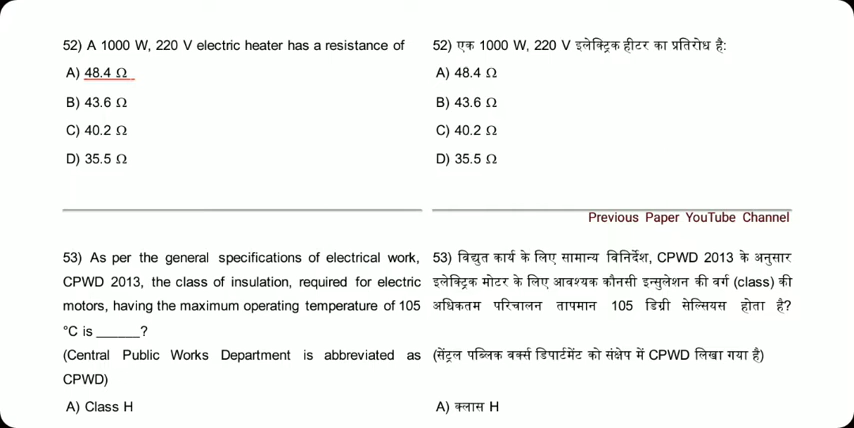 52) A 1000 W, 220 V electric heater has a resistance of
A) 48.4 Ω
B) 43.6 Ω
C) 40.2 Ω
D) 35.5 Ω
52) एक 1000 W, 220 V इलेक्ट्रिक हीटर का प्रतिरोध है:
A) 48.4 Ω
B) 43.6 Ω
C) 40.2 Ω
D) 35.5 Ω
Previous Paper YouTube Channel
53) As per the general specifications of electrical work,
CPWD 2013, the class of insulation, required for electric
motors, having the maximum operating temperature of 105
°C is ______?
(Central Public Works Department is abbreviated as
CPWD)
A) Class H
53) विद्युत कार्य के लिए सामान्य विनिर्देश, CPWD 2013 के अनुसार
इलेक्ट्रिक मोटर के लिए आवश्यक कौनसी इन्सुलेशन की वर्ग (class) की
अधिकतम परिचालन तापमान 105 डिग्री सेल्सियस होता है?
(सेंट्रल पब्लिक वर्क्स डिपार्टमेंट को संक्षेप में CPWD लिखा गया है)
A) क्लास H